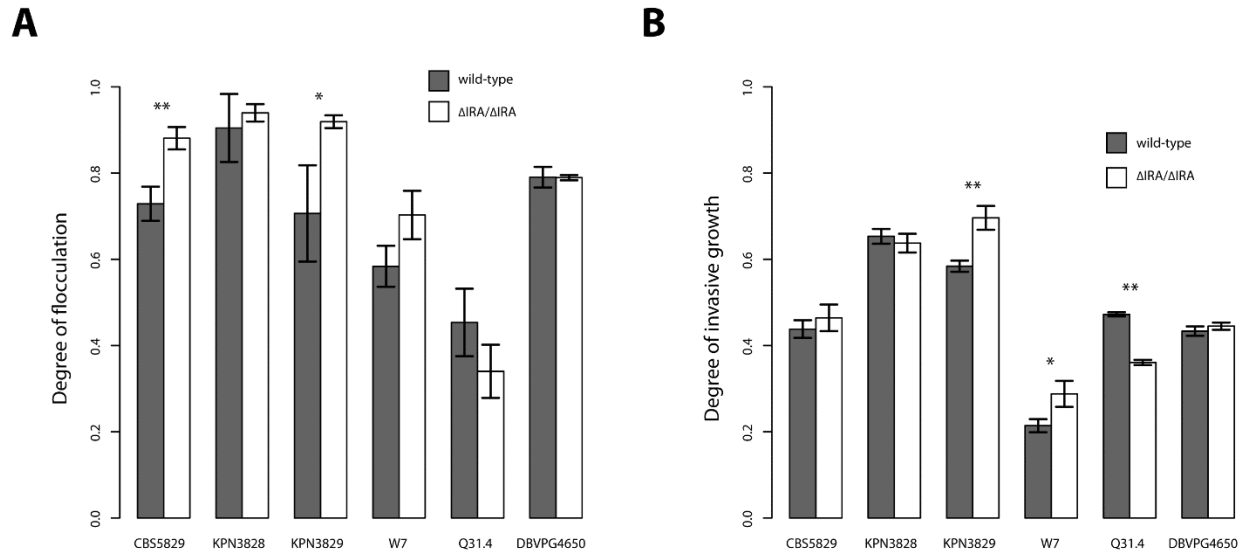 A
Degree of flocculation
1.0
0.8
0.6
0.4
0.2
0.0
wild-type
ΔIRA/ΔIRA
**
*
CBS5829 KPN3828 KPN3829 W7 Q31.4 DBVPG4650
B
Degree of invasive growth
1.0
0.8
0.6
0.4
0.2
0.0
wild-type
ΔIRA/ΔIRA
**
*
**
CBS5829 KPN3828 KPN3829 W7 Q31.4 DBVPG4650